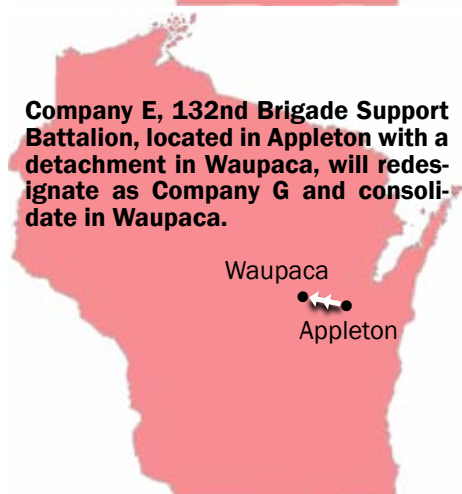 Company E, 132nd Brigade Support
Battalion, located in Appleton with a
detachment in Waupaca, will redes-
ignate as Company G and consoli-
date in Waupaca.
Waupaca
Appleton